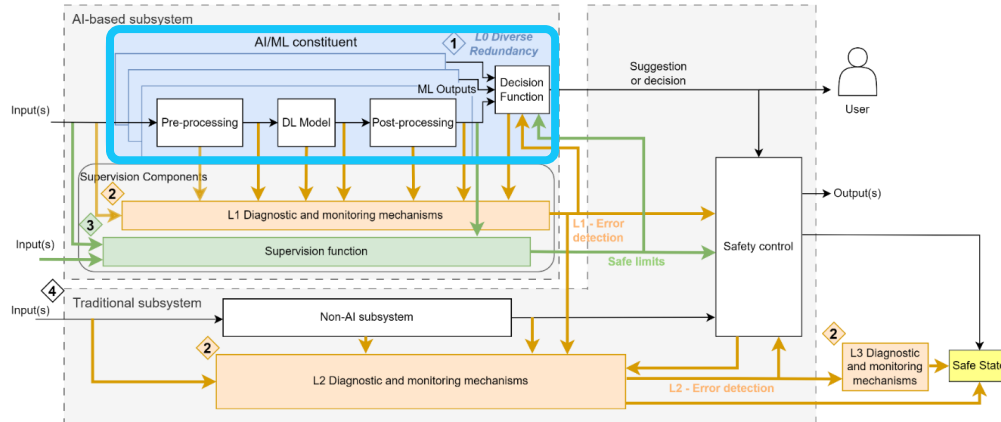 AI-based subsystem
AI/ML constituent
1
L0 Diverse
Redundancy
Suggestion
or decision
User
ML Outputs
Decision
Function
Input(s)
Pre-processing
DL Model
Post-processing
Supervision Components
2
L1 Diagnostic and monitoring mechanisms
L1 - Error
detection
3
Input(s)
Supervision function
Safe limits
Safety control
Output(s)
4
Traditional subsystem
Input(s)
Non-AI subsystem
2
L2 Diagnostic and monitoring mechanisms
L2 - Error detection
2
L3 Diagnostic
and monitoring
mechanisms
Safe State